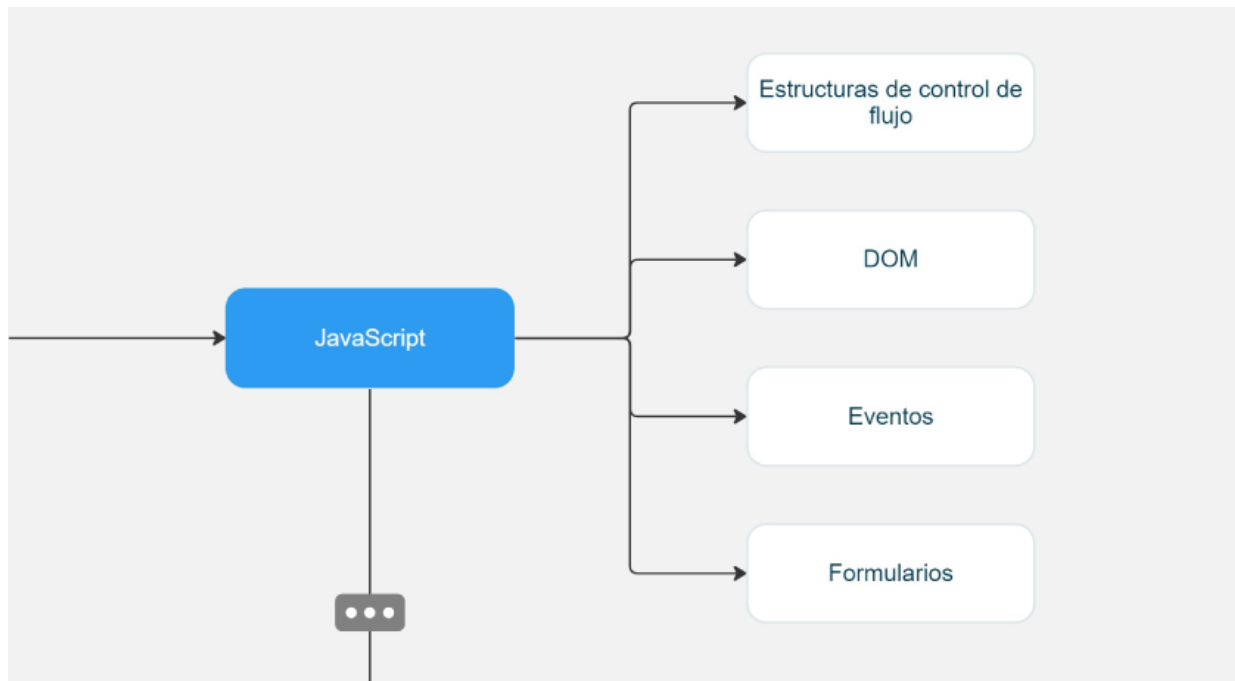 Estructuras de control de
flujo
DOM
JavaScript
Eventos
Formularios